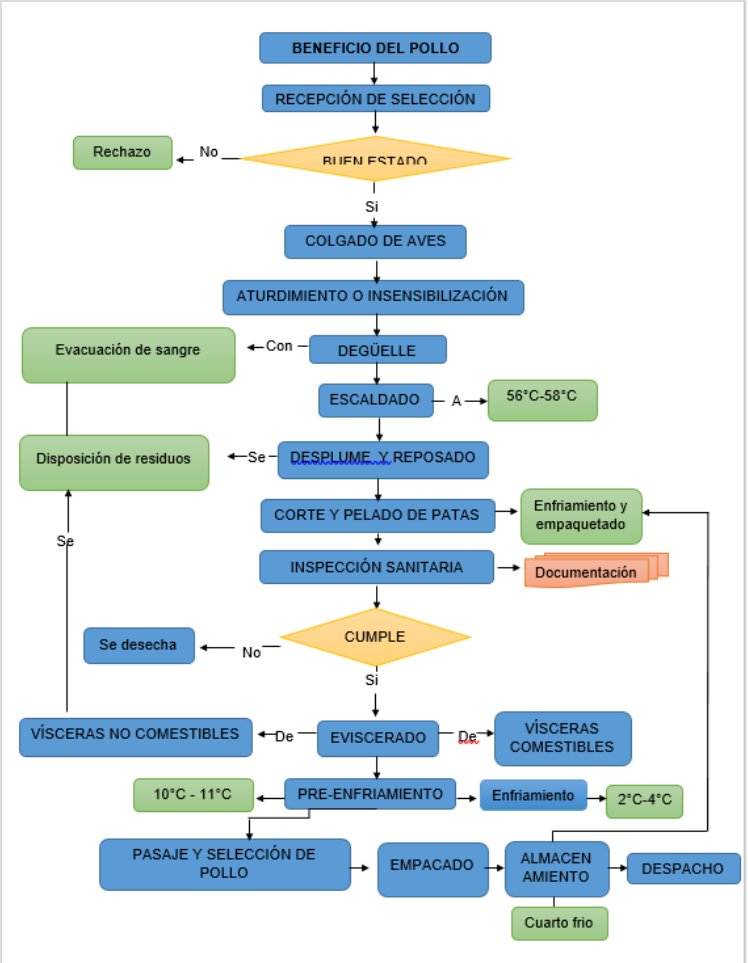 BENEFICIO DEL POLLO
RECEPCIÓN DE SELECCIÓN
Rechazo
No
BUEN ESTADO
Si
COLGADO DE AVES
ATURDIMIENTO O INSENSIBILIZACIÓN
Evacuación de sangre
Con
DEGÜELLE
ESCALDADO
A
56°C-58°C
Disposición de residuos
Se
DESPLUME Y REPOSADO
CORTE Y PELADO DE PATAS
Enfriamiento y
empaquetado
Se
INSPECCIÓN SANITARIA
Documentación
CUMPLE
Se desecha
No
Si
VÍSCERAS NO COMESTIBLES
De
EVISCERADO
De
VÍSCERAS
COMESTIBLES
10°C - 11°C
PRE-ENFRIAMIENTO
Enfriamiento
2°C-4°C
PASAJE Y SELECCIÓN DE
POLLO
EMPACADO
ALMACEN
AMIENTO
DESPACHO
Cuarto frio